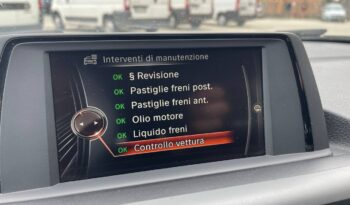 Interventi di manutenzione
OK § Revisione
OK Pastiglie freni post.
OK Pastiglie freni ant.
OK Olio motore
OK Liquido freni
OK Controllo vettura